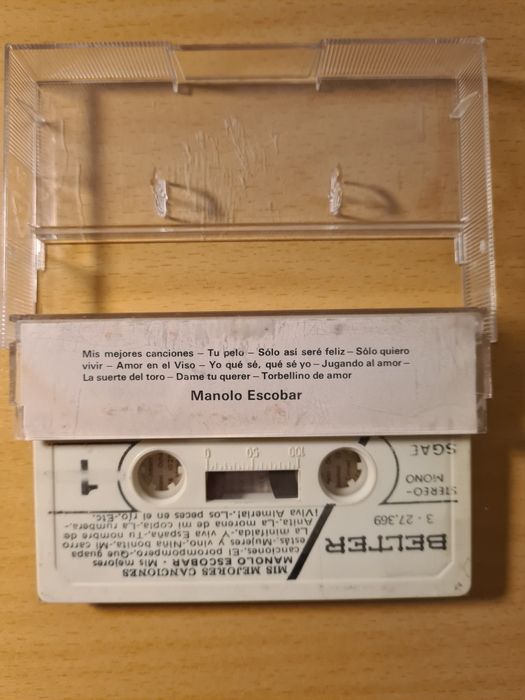 Mis mejores canciones – Tu pelo – Sólo así seré feliz – Sólo quiero
vivir – Amor en el Viso – Yo qué sé, qué sé yo – Jugando al amor –
La suerte del toro – Dame tu querer – Torbellino de amor
Manolo Escobar
MIS MEJORES CANCIONES
MANOLO ESCOBAR - Mis mejores
canciones, El porompompero, Que guapa
estás.-Mujeres y vino.-Niña bonita, Mi carro
La minifalda.-Y viva España, Tu nombre de
Anita.-La morena de mi copla.-La rumbera.-
¡Viva Almería!.-Los peces en el río.-Etc.
BELTER
3 - 27.369
STEREO-
MONO
SGAE
1
0 50 100